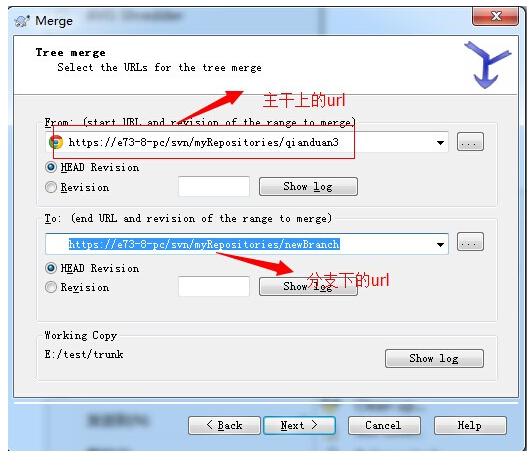 Merge
Tree merge
Select the URLs for the tree merge
主干上的url
From: (start URL and revision of the range to merge)
https://e73-8-pc/svn/myRepositories/qianduan3
...
HEAD Revision
Revision
Show log
To: (end URL and revision of the range to merge)
https://e73-8-pc/svn/myRepositories/newBranch
...
HEAD Revision
分支下的url
Revision
Show log
Working Copy
E:/test/trunk
Show log
< Back
Next >
Cancel
Help